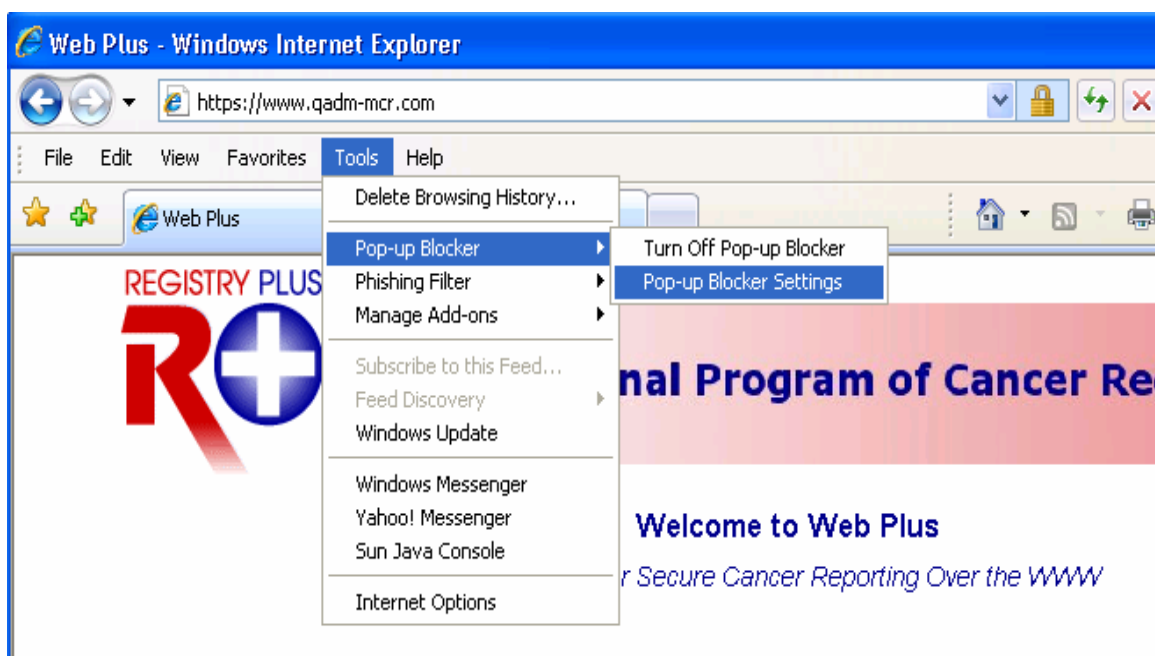 Web Plus - Windows Internet Explorer
https://www.qadm-mcr.com
File Edit View Favorites Tools Help
Web Plus
Delete Browsing History...
Pop-up Blocker
Turn Off Pop-up Blocker
Pop-up Blocker Settings
Phishing Filter
Manage Add-ons
Subscribe to this Feed...
Feed Discovery
Windows Update
Windows Messenger
Yahoo! Messenger
Sun Java Console
Internet Options
REGISTRY PLUS
R
nal Program of Cancer Re
Welcome to Web Plus
r Secure Cancer Reporting Over the WWW